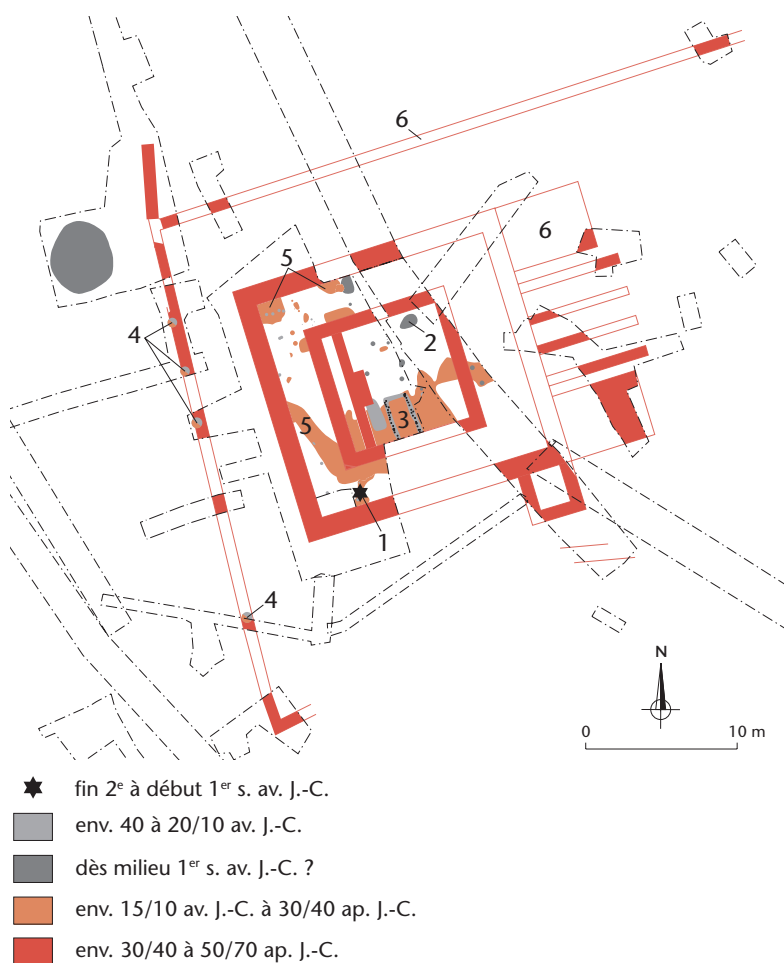 6
6
5
4
2
3
5
1
4
N
0 10 m
fin 2e à début 1er s. av. J.-C.
env. 40 à 20/10 av. J.-C.
dès milieu 1er s. av. J.-C. ?
env. 15/10 av. J.-C. à 30/40 ap. J.-C.
env. 30/40 à 50/70 ap. J.-C.